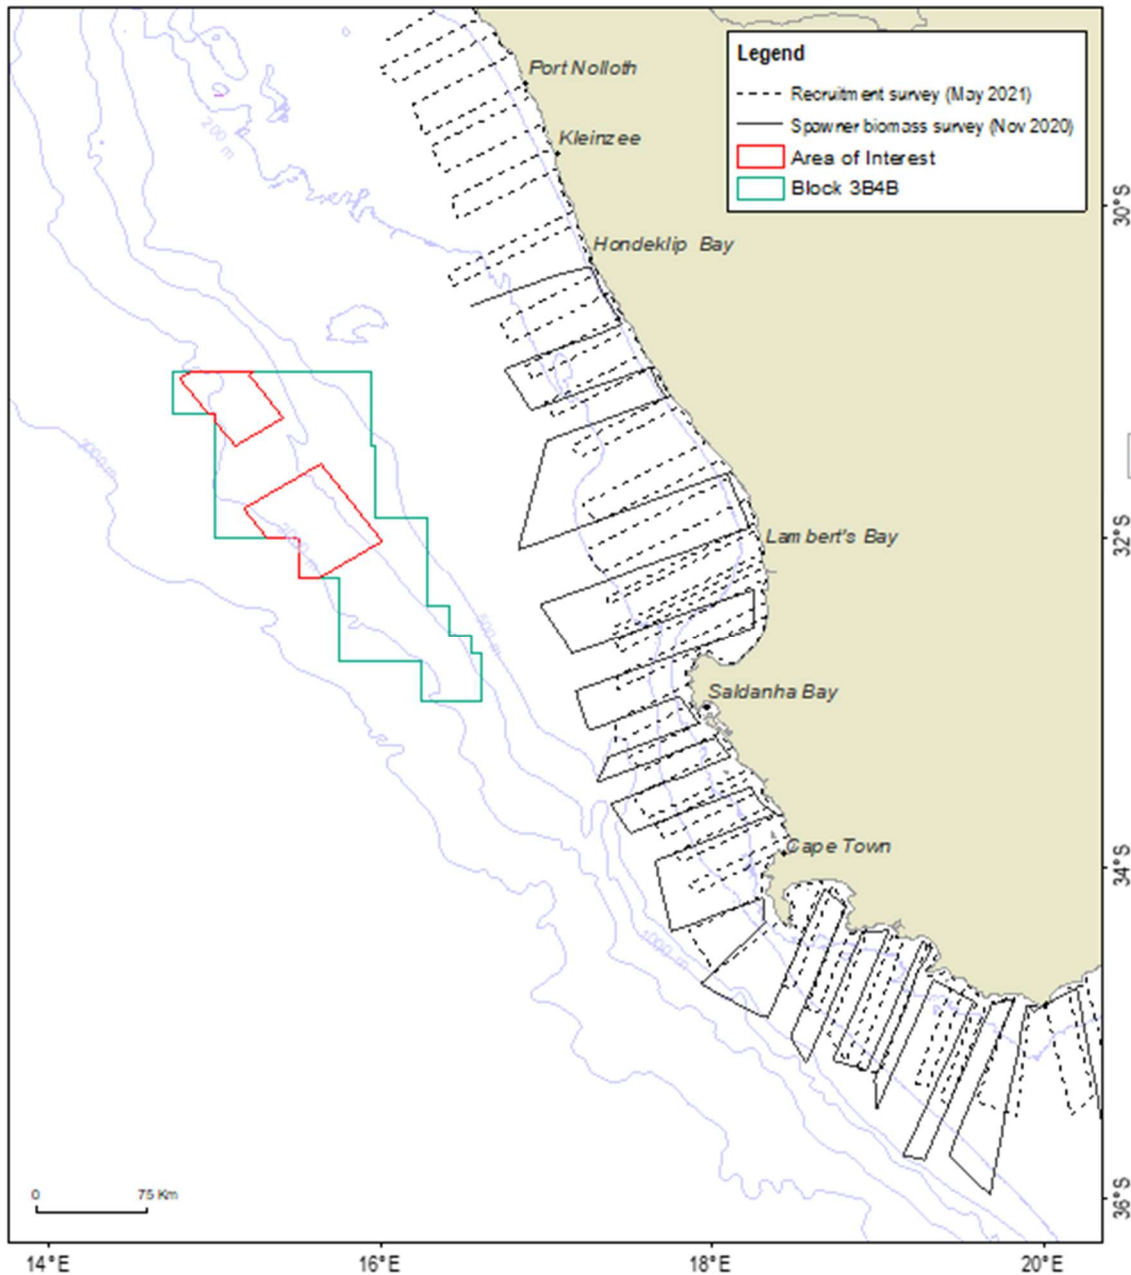 Legend
Recruitment survey (May 2021)
Spawner biomass survey (Nov 2020)
Area of Interest
Block 3B4B
Port Nolloth
Kleinzee
Hondeklip Bay
Lambert's Bay
Saldanha Bay
Cape Town
200 m
3000 m
500 m
1000 m
30°S
32°S
34°S
36°S
0 75 Km
14°E 16°E 18°E 20°E